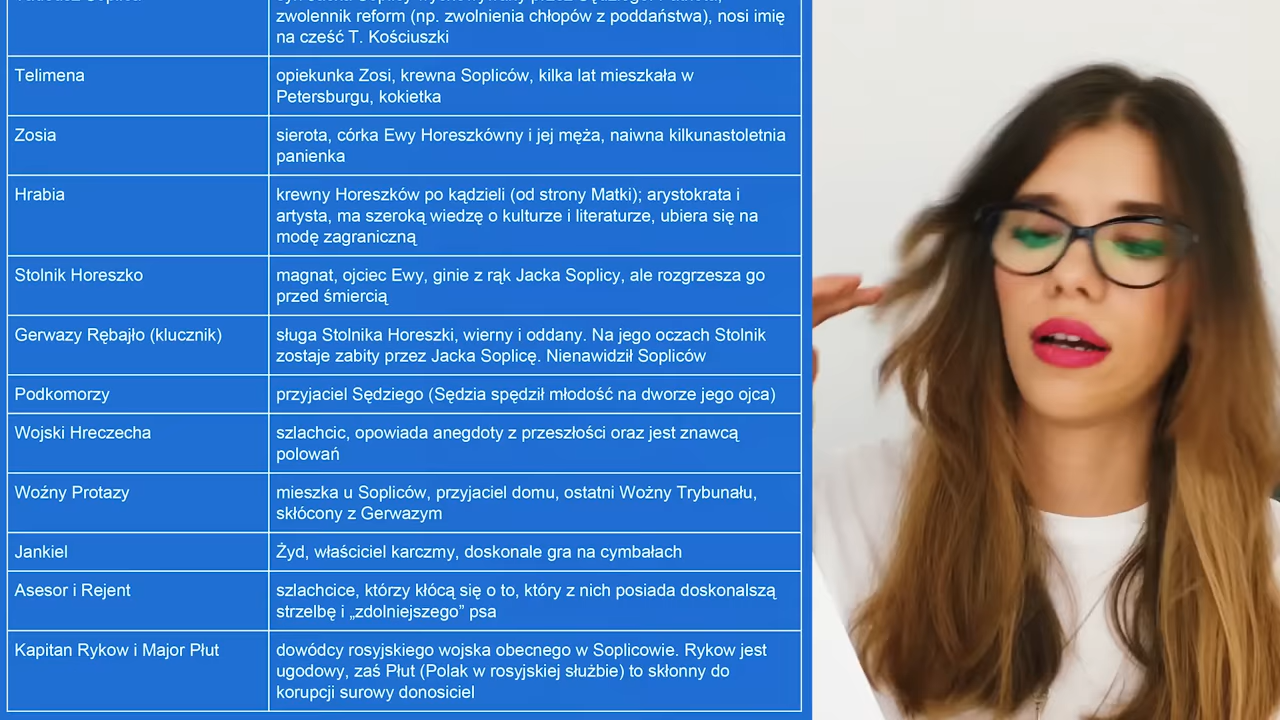 zwolennik reform (np. zwolnienia chłopów z poddaństwa), nosi imię
na cześć T. Kościuszki
Telimena
opiekunka Zosi, krewna Sopliców, kilka lat mieszkała w
Petersburgu, kokietka
Zosia
sierota, córka Ewy Horeszkówny i jej męża, naiwna kilkunastoletnia
panienka
Hrabia
krewny Horeszków po kądzieli (od strony Matki); arystokrata i
artysta, ma szeroką wiedzę o kulturze i literaturze, ubiera się na
modę zagraniczną
Stolnik Horeszko
magnat, ojciec Ewy, ginie z rąk Jacka Soplicy, ale rozgrzesza go
przed śmiercią
Gerwazy Rębajło (klucznik)
sługa Stolnika Horeszki, wierny i oddany. Na jego oczach Stolnik
zostaje zabity przez Jacka Soplicę. Nienawidził Sopliców
Podkomorzy
przyjaciel Sędziego (Sędzia spędził młodość na dworze jego ojca)
Wojski Hreczecha
szlachcic, opowiada anegdoty z przeszłości oraz jest znawcą
polowań
Woźny Protazy
mieszka u Sopliców, przyjaciel domu, ostatni Wożny Trybunału,
skłócony z Gerwazym
Jankiel
Żyd, właściciel karczmy, doskonale gra na cymbałach
Asesor i Rejent
szlachcice, którzy kłócą się o to, który z nich posiada doskonalszą
strzelbę i „zdolniejszego” psa
Kapitan Rykow i Major Płut
dowódcy rosyjskiego wojska obecnego w Soplicowie. Rykow jest
ugodowy, zaś Płut (Polak w rosyjskiej służbie) to skłonny do
korupcji surowy donosiciel